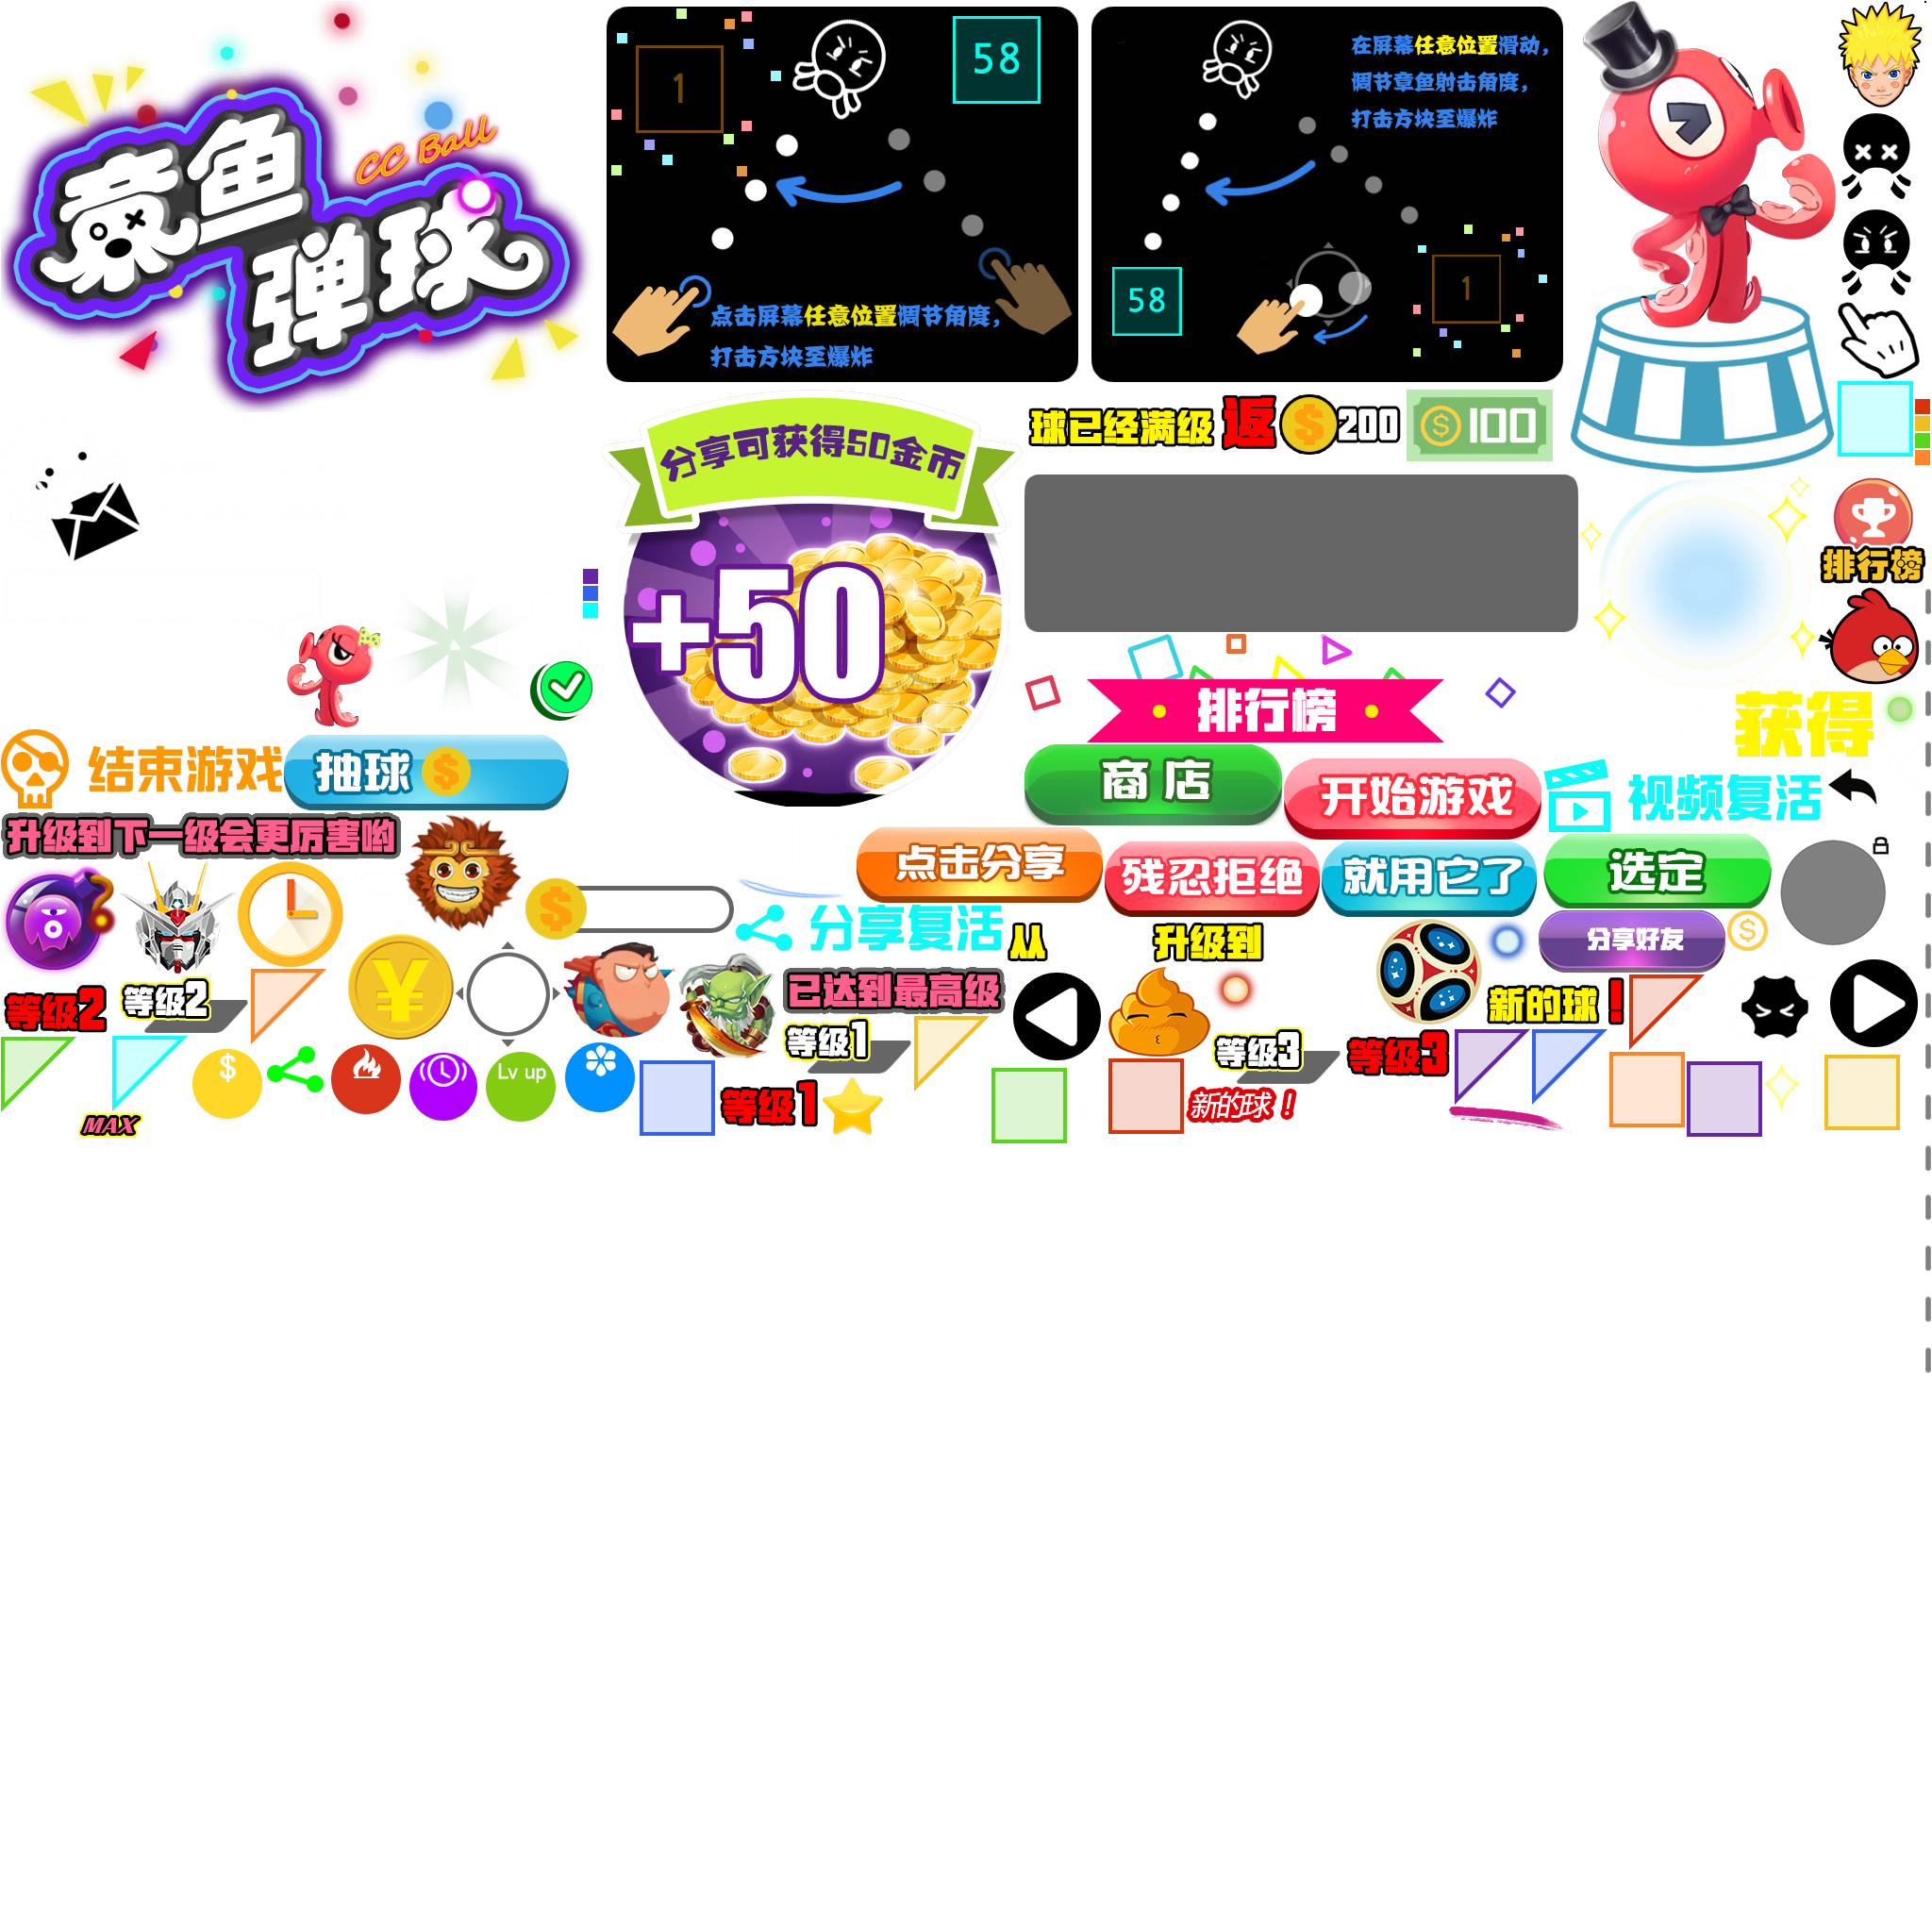 章鱼
弹球
CC Ball
1
58
点击屏幕任意位置调节角度,
打击方块至爆炸
在屏幕任意位置滑动,
调节章鱼射击角度,
打击方块至爆炸
58
1
分享可获得50金币
+50
球已经满级 返 $ 200
$ 100
排行榜
排行榜
获得
结束游戏
抽球 $
商 店
开始游戏
视频复活
升级到下一级会更厉害哟
点击分享
残忍拒绝
就用它了
选定
$
分享复活
从
升级到
分享好友
$
¥
等级2
等级2
已达到最高级
等级1
新的球!
等级3
等级3
$
Lv up
等级1
新的球!
MAX